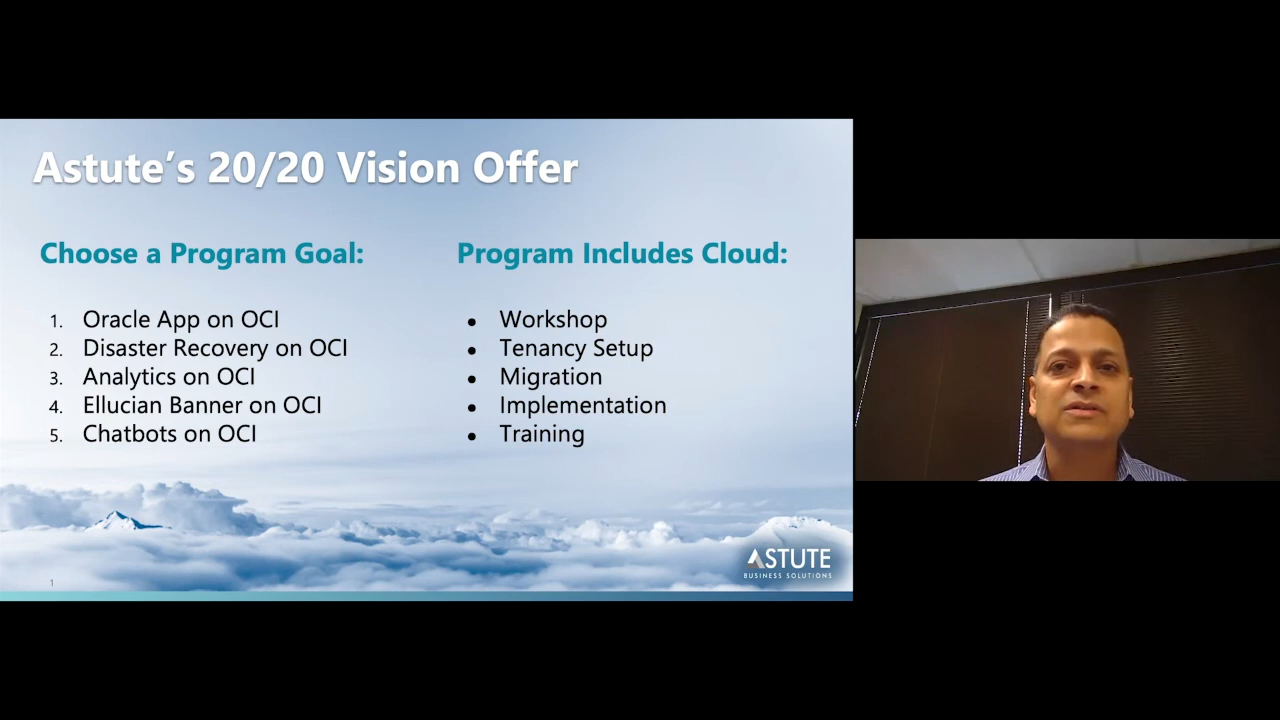 Astute's 20/20 Vision Offer
Choose a Program Goal:
1. Oracle App on OCI
2. Disaster Recovery on OCI
3. Analytics on OCI
4. Ellucian Banner on OCI
5. Chatbots on OCI
Program Includes Cloud:
• Workshop
• Tenancy Setup
• Migration
• Implementation
• Training
1
ASTUTE
BUSINESS SOLUTIONS